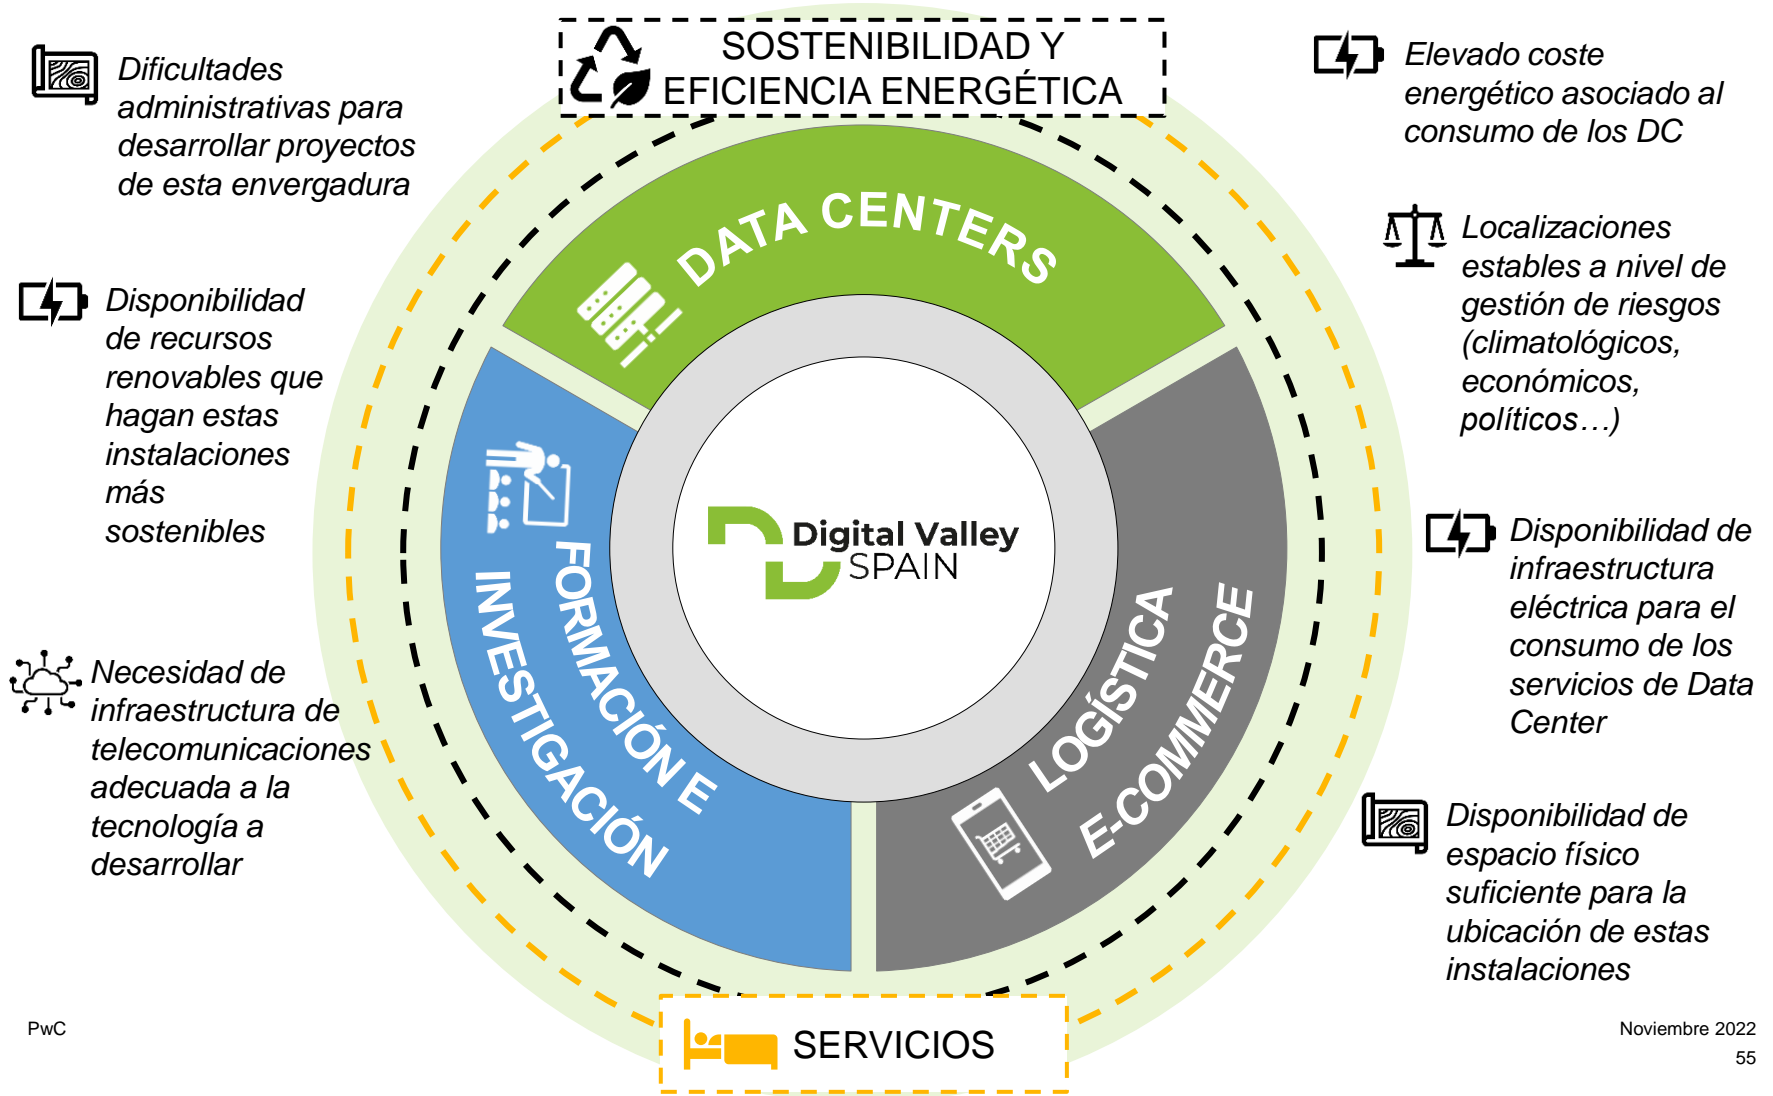 SOSTENIBILIDAD Y
EFICIENCIA ENERGÉTICA
Dificultades
administrativas para
desarrollar proyectos
de esta envergadura
Disponibilidad
de recursos
renovables que
hagan estas
instalaciones
más
sostenibles
Necesidad de
infraestructura de
telecomunicaciones
adecuada a la
tecnología a
desarrollar
DATA CENTERS
FORMACIÓN E
INVESTIGACIÓN
Digital Valley
SPAIN
LOGÍSTICA
E-COMMERCE
Elevado coste
energético asociado al
consumo de los DC
Localizaciones
estables a nivel de
gestión de riesgos
(climatológicos,
económicos,
políticos…)
Disponibilidad de
infraestructura
eléctrica para el
consumo de los
servicios de Data
Center
Disponibilidad de
espacio físico
suficiente para la
ubicación de estas
instalaciones
SERVICIOS
PwC
Noviembre 2022
55